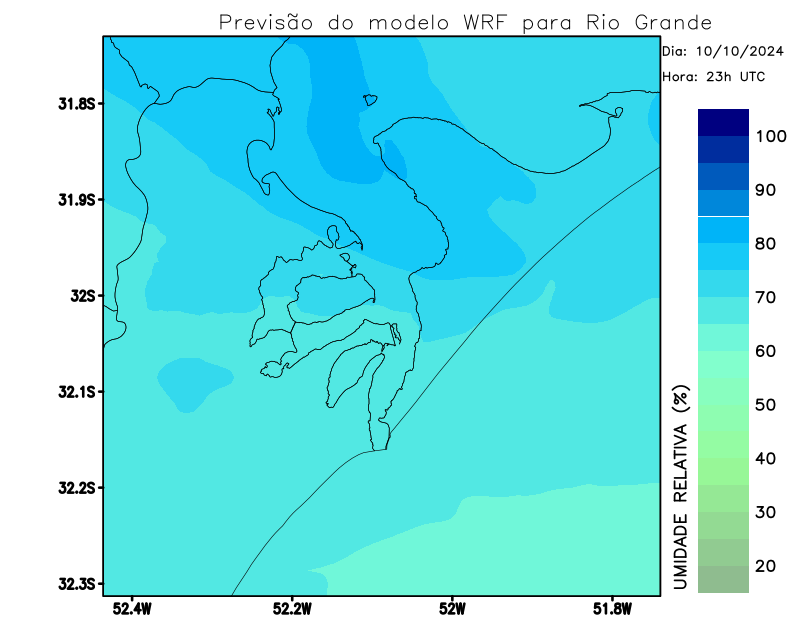 Previsão do modelo WRF para Rio Grande
Dia: 10/10/2024
Hora: 23h UTC
31.8S
31.9S
32S
32.1S
32.2S
32.3S
52.4W
52.2W
52W
51.8W
UMIDADE RELATIVA (%)
100
90
80
70
60
50
40
30
20